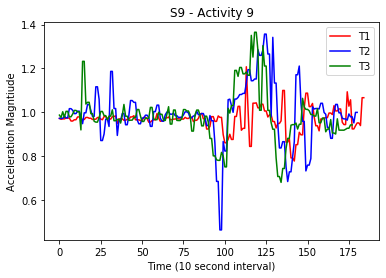 S9 - Activity 9
Acceleration Magntiude
1.4
1.2
1.0
0.8
0.6
T1
T2
T3
0 25 50 75 100 125 150 175
Time (10 second interval)